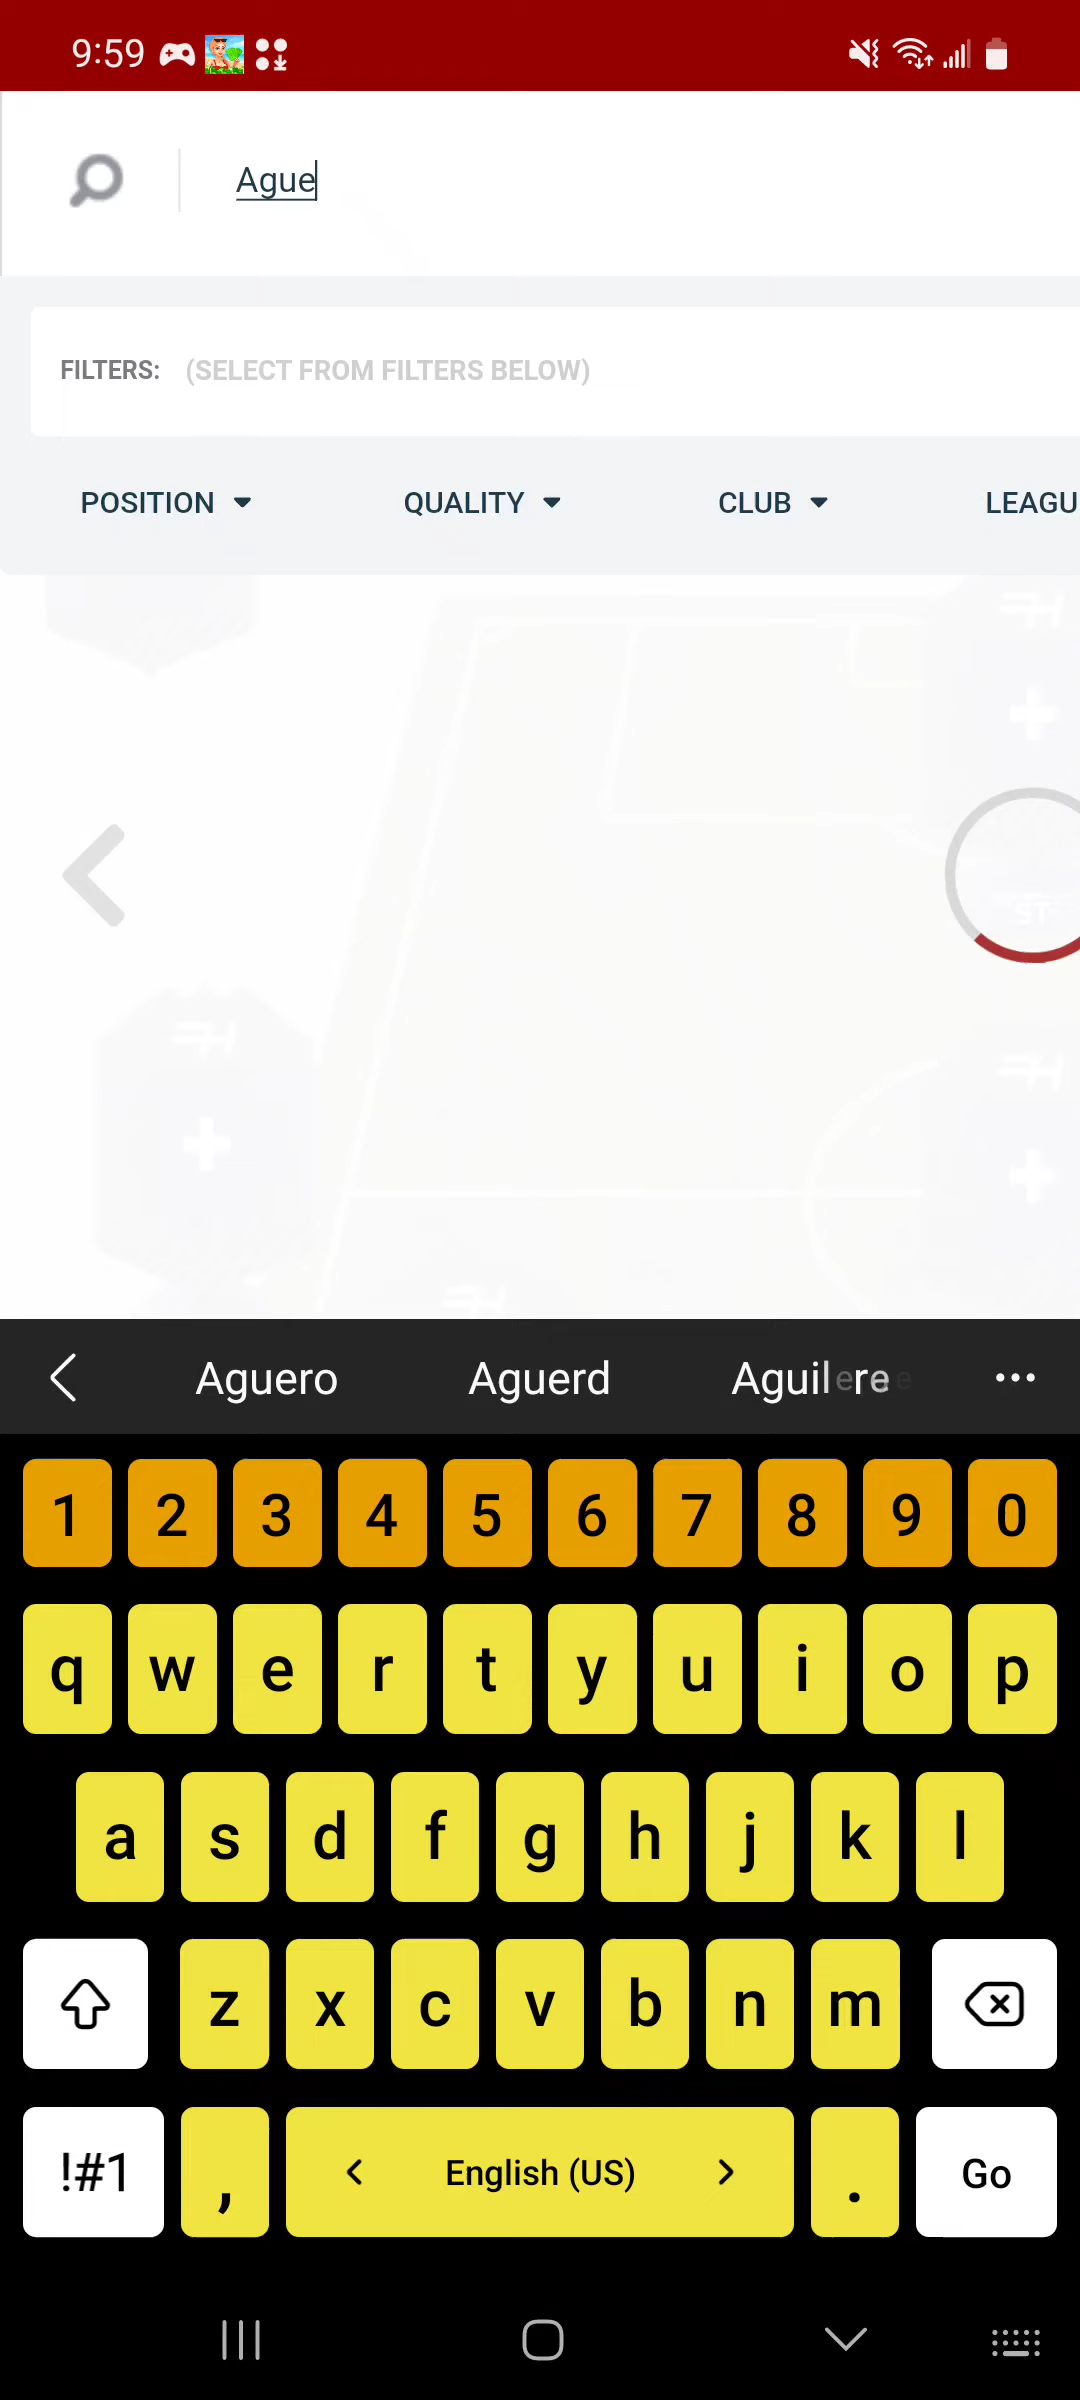 9:59
Ague
FILTERS: (SELECT FROM FILTERS BELOW)
POSITION QUALITY CLUB LEAGU
ST
Aguero Aguerd
1 2 3 4 5 6 7 8 9 0
q w e r t y u i o p
a s d f g h j k l
z x c v b n m
!#1 , < English (US) > . Go